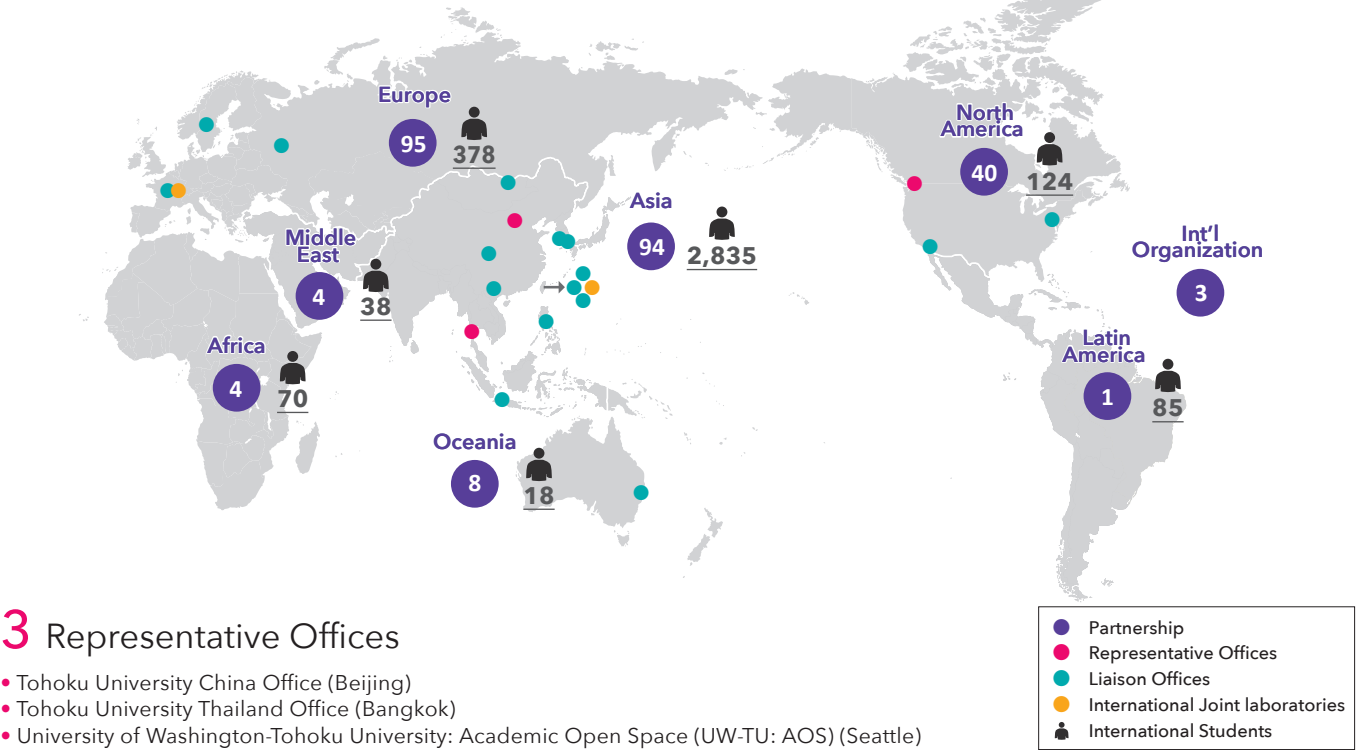 Europe
95
378
North
America
40
124
Asia
94
2,835
Int'l
Organization
3
Middle
East
4
38
Africa
4
70
Latin
America
1
85
Oceania
8
18
3 Representative Offices
• Tohoku University China Office (Beijing)
• Tohoku University Thailand Office (Bangkok)
• University of Washington-Tohoku University: Academic Open Space (UW-TU: AOS) (Seattle)
Partnership
Representative Offices
Liaison Offices
International Joint laboratories
International Students